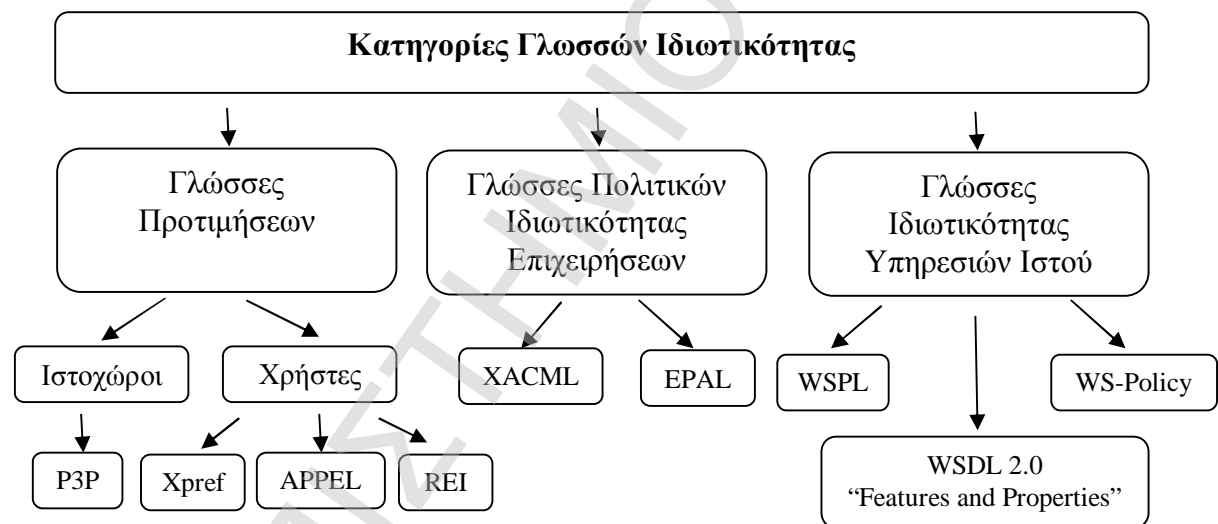 Κατηγορίες Γλωσσών Ιδιωτικότητας
Γλώσσες
Προτιμήσεων
Γλώσσες Πολιτικών
Ιδιωτικότητας
Επιχειρήσεων
Γλώσσες
Ιδιωτικότητας
Υπηρεσιών Ιστού
Ιστοχώροι
Χρήστες
XACML
EPAL
WSPL
WS-Policy
P3P
Xpref
APPEL
REI
WSDL 2.0
“Features and Properties”